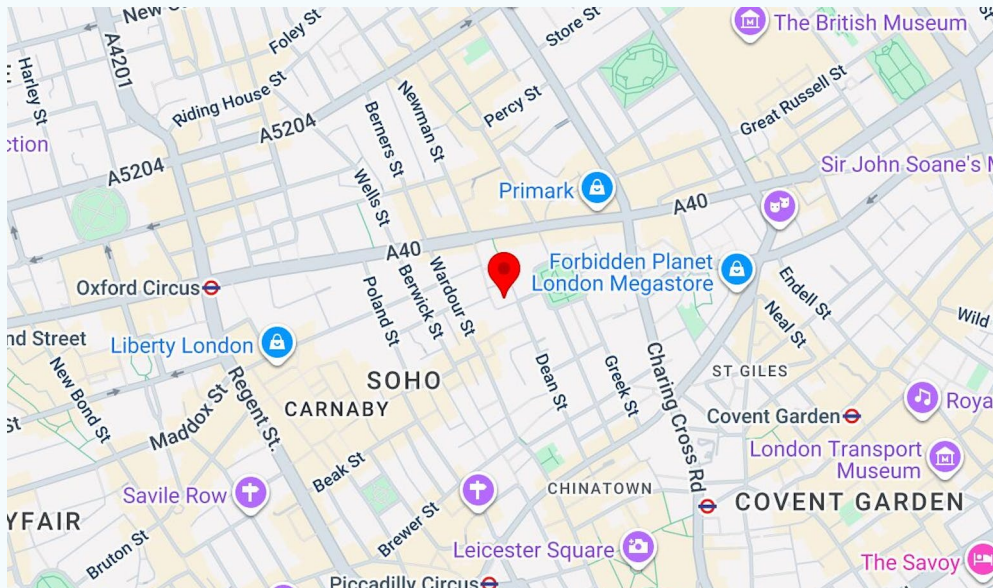 New C
Foley St
Store St
The British Museum
Harley St
A4201
Riding House St
A5204
Newman St
Berners St
Percy St
Great Russell St
ction
A5204
Wells St
Primark
Sir John Soane's M
A40
A40
Oxford Circus
Forbidden Planet
London Megastore
Wardour St
Berwick St
Poland St
Endell St
Neal St
Wild
nd Street
Liberty London
New Bond St
Regent St.
SOHO
CARNABY
Dean St
Greek St
Charing Cross Rd
ST GILES
Covent Garden
Roya
St
Maddox St
London Transport
Museum
Beak St
Savile Row
CHINATOWN
COVENT GARDEN
YFAIR
Bruton St
Brewer St
Leicester Square
The Savoy
Piccadilly Circus